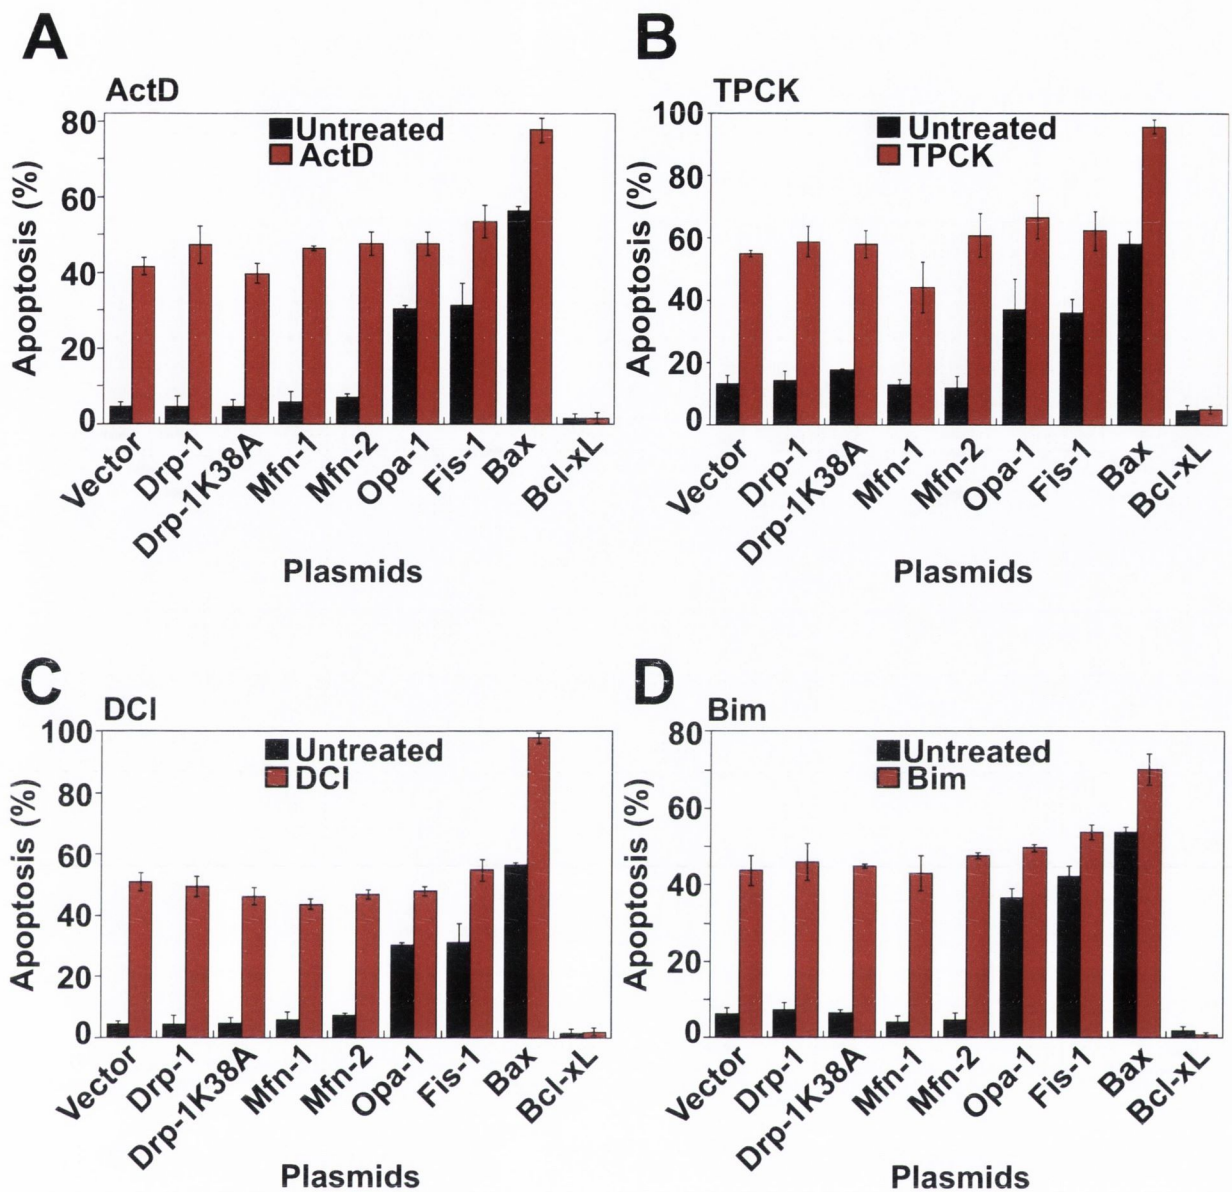 A
ActD
Apoptosis (%)
80
60
40
20
0
Untreated
ActD
Vector
Drp-1
Drp-1K38A
Mfn-1
Mfn-2
Opa-1
Fis-1
Bax
Bcl-xL
Plasmids
B
TPCK
Apoptosis (%)
100
80
60
40
20
0
Untreated
TPCK
Vector
Drp-1
Drp-1K38A
Mfn-1
Mfn-2
Opa-1
Fis-1
Bax
Bcl-xL
Plasmids
C
DCI
Apoptosis (%)
100
80
60
40
20
0
Untreated
DCI
Vector
Drp-1
Drp-1K38A
Mfn-1
Mfn-2
Opa-1
Fis-1
Bax
Bcl-xL
Plasmids
D
Bim
Apoptosis (%)
80
60
40
20
0
Untreated
Bim
Vector
Drp-1
Drp-1K38A
Mfn-1
Mfn-2
Opa-1
Fis-1
Bax
Bcl-xL
Plasmids